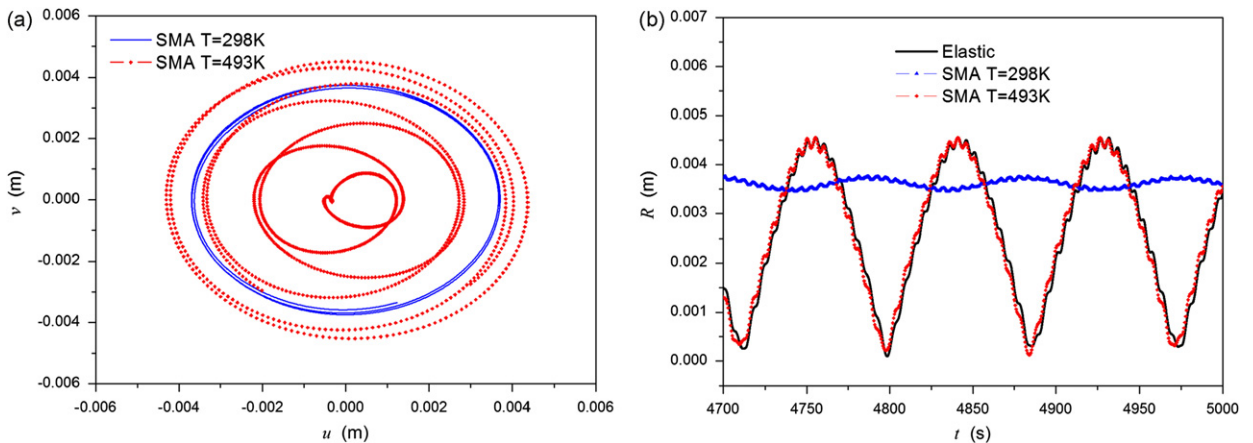 (a)
SMA T=298K
SMA T=493K
0.006
0.004
0.002
0.000
-0.002
-0.004
-0.006
v (m)
-0.006 -0.004 -0.002 0.000 0.002 0.004 0.006
u (m)
(b)
Elastic
SMA T=298K
SMA T=493K
0.007
0.006
0.005
0.004
0.003
0.002
0.001
0.000
R (m)
4700 4750 4800 4850 4900 4950 5000
t (s)